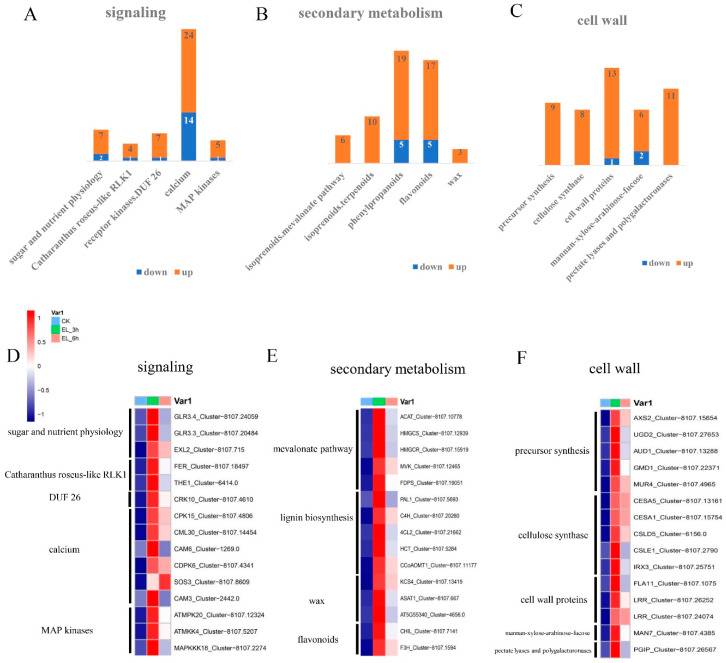 A
signaling
24
14
7
2
4
1
7
1
5
1
sugar and nutrient physiology
Catharanthus roseus-like RLK1
receptor kinases.DUF 26
calcium
MAP kinases
down up
B
secondary metabolism
6
10
19
5
17
5
3
isoprenoids.mevalonate pathway
isoprenoids.terpenoids
phenylpropanoids
flavonoids
wax
down up
C
cell wall
9
8
13
1
6
2
11
precursor synthesis
cellulose synthase
cell wall proteins
mannan-xylose-arabinose-fucose
pectate lyases and polygalacturonases
down up
1
0.5
0
−0.5
−1
Var1
CK
EL_3h
EL_6h
D
signaling
Var1
sugar and nutrient physiology
Catharanthus roseus-like RLK1
DUF 26
calcium
MAP kinases
GLR3.4_Cluster-8107.24059
GLR3.3_Cluster-8107.20484
EXL2_Cluster-8107.715
FER_Cluster-8107.18497
THE1_Cluster-6414.0
CRK10_Cluster-8107.4610
CPK15_Cluster-8107.4806
CML30_Cluster-8107.14454
CAM6_Cluster-1269.0
CDPK6_Cluster-8107.4341
SOS3_Cluster-8107.8609
CAM3_Cluster-2442.0
ATMPK20_Cluster-8107.12324
ATMKK4_Cluster-8107.5207
MAPKKK18_Cluster-8107.2274
E
secondary metabolism
Var1
mevalonate pathway
lignin biosynthesis
wax
flavonoids
ACAT_Cluster-8107.10778
HMGCS_Cluster-8107.12939
HMGCR_Cluster-8107.15919
MVK_Cluster-8107.12465
FDPS_Cluster-8107.19051
PAL1_Cluster-8107.5693
C4H_Cluster-8107.20280
4CL2_Cluster-8107.21662
HCT_Cluster-8107.5284
CCoAOMT1_Cluster-8107.11177
KCS4_Cluster-8107.13419
ASAT1_Cluster-8107.667
AT5G55340_Cluster-4656.0
CHIL_Cluster-8107.7141
F3H_Cluster-8107.1594
F
cell wall
Var1
precursor synthesis
cellulose synthase
cell wall proteins
mannan-xylose-arabinose-fucose
pectate lyases and polygalacturonases
AXS2_Cluster-8107.15654
UGD2_Cluster-8107.27653
AUD1_Cluster-8107.13288
GMD1_Cluster-8107.22371
MUR4_Cluster-8107.4965
CESA5_Cluster-8107.13161
CESA1_Cluster-8107.15754
CSLD5_Cluster-6156.0
CSLE1_Cluster-8107.2790
IRX3_Cluster-8107.25751
FLA11_Cluster-8107.1075
LRR_Cluster-8107.26252
LRR_Cluster-8107.24074
MAN7_Cluster-8107.4385
PGIP_Cluster-8107.26567